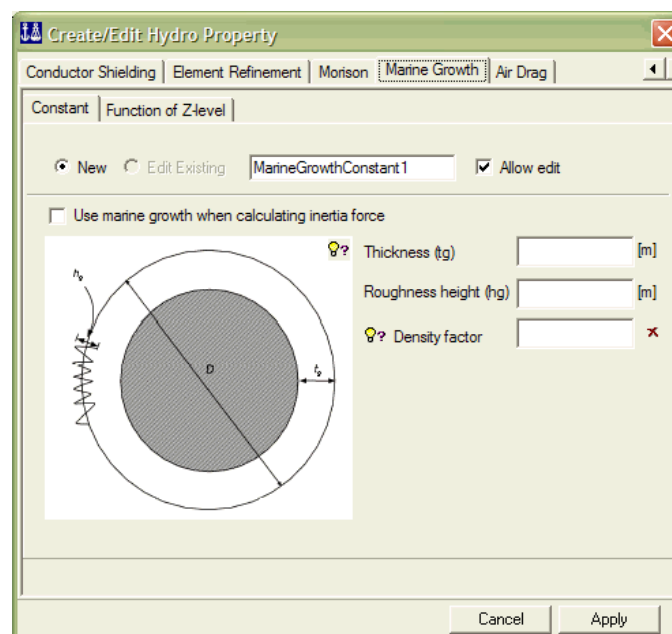 Create/Edit Hydro Property
Conductor Shielding Element Refinement Morison Marine Growth Air Drag
Constant Function of Z-level
New Edit Existing MarineGrowthConstant1 Allow edit
Use marine growth when calculating inertia force
? Thickness (tg) [m]
hg
Roughness height (hg) [m]
? Density factor
D tg
Cancel Apply